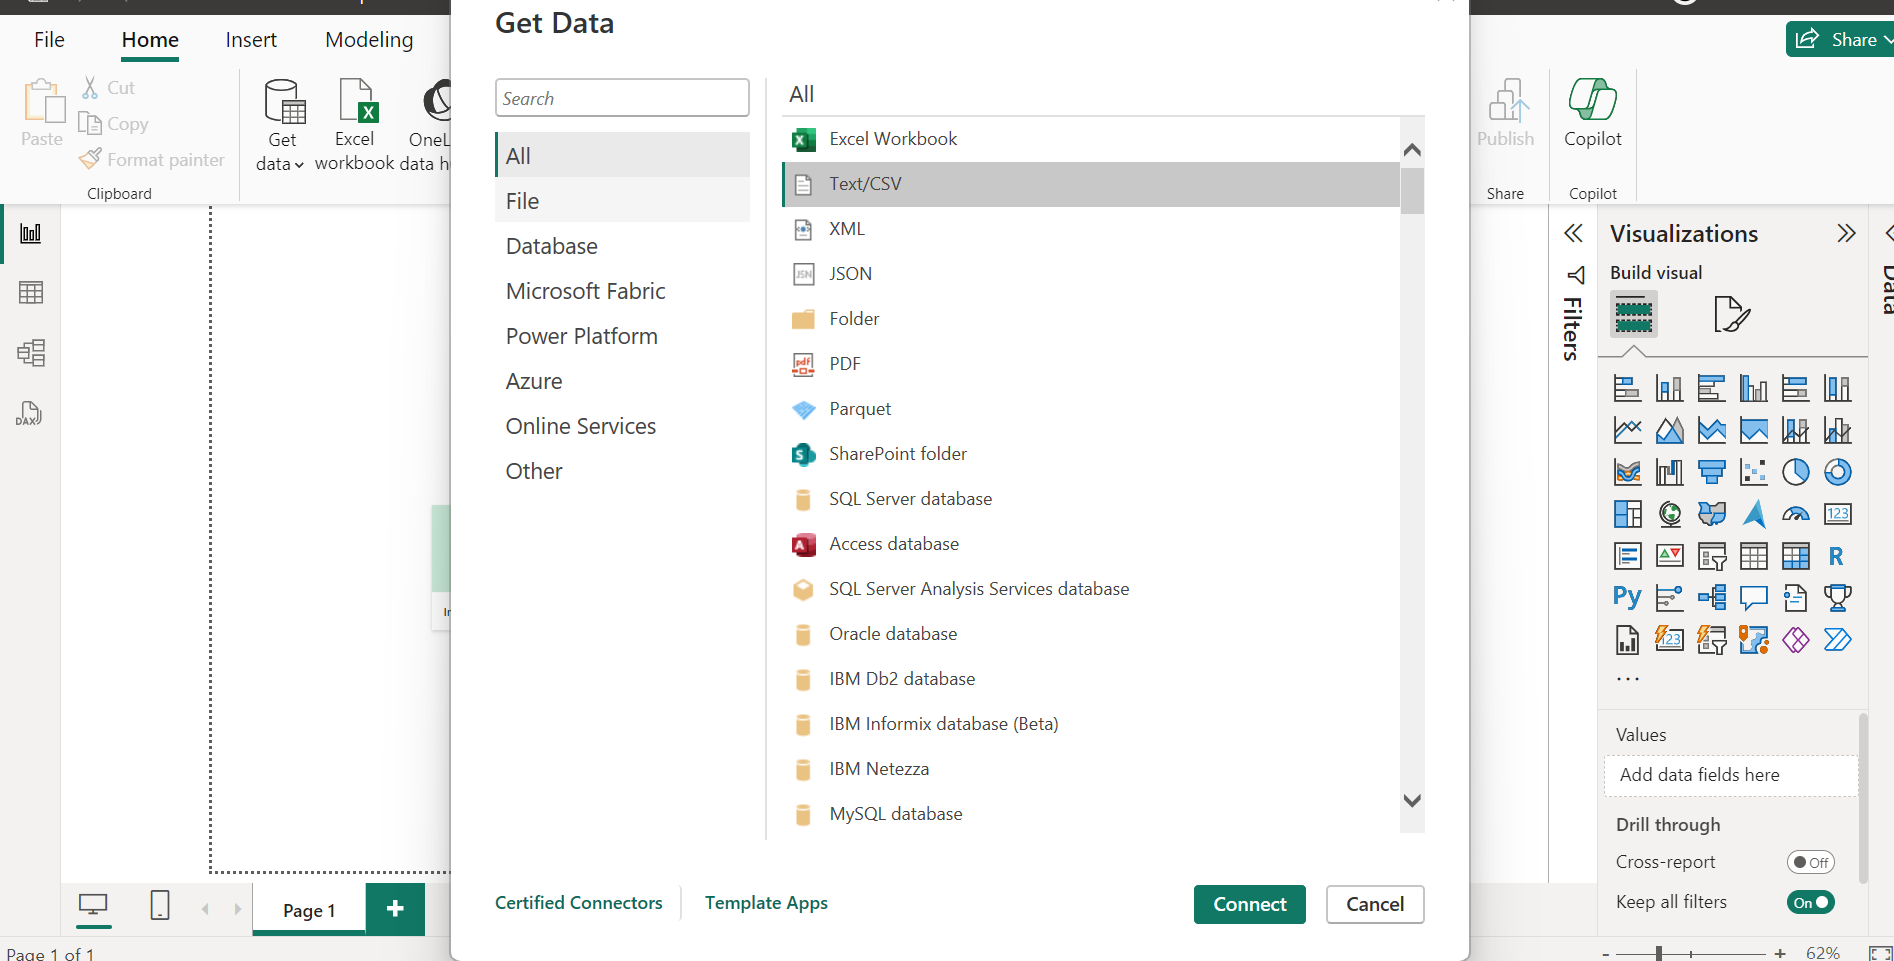 Get Data
File
Home
Insert
Modeling
Share
Paste
Cut
Copy
Format painter
Clipboard
Get
data
Excel
workbook
OneL
data h
Search
All
File
Database
Microsoft Fabric
Power Platform
Azure
Online Services
Other
All
Excel Workbook
Text/CSV
XML
JSON
Folder
PDF
Parquet
SharePoint folder
SQL Server database
Access database
SQL Server Analysis Services database
Oracle database
IBM Db2 database
IBM Informix database (Beta)
IBM Netezza
MySQL database
Certified Connectors
Template Apps
Connect
Cancel
Publish
Share
Copilot
Copilot
Filters
Visualizations
Build visual
Data
123
R
Py
123
...
Values
Add data fields here
Drill through
Cross-report
Off
Keep all filters
On
DAX
In
Page 1
+
Page 1 of 1
- + 62%